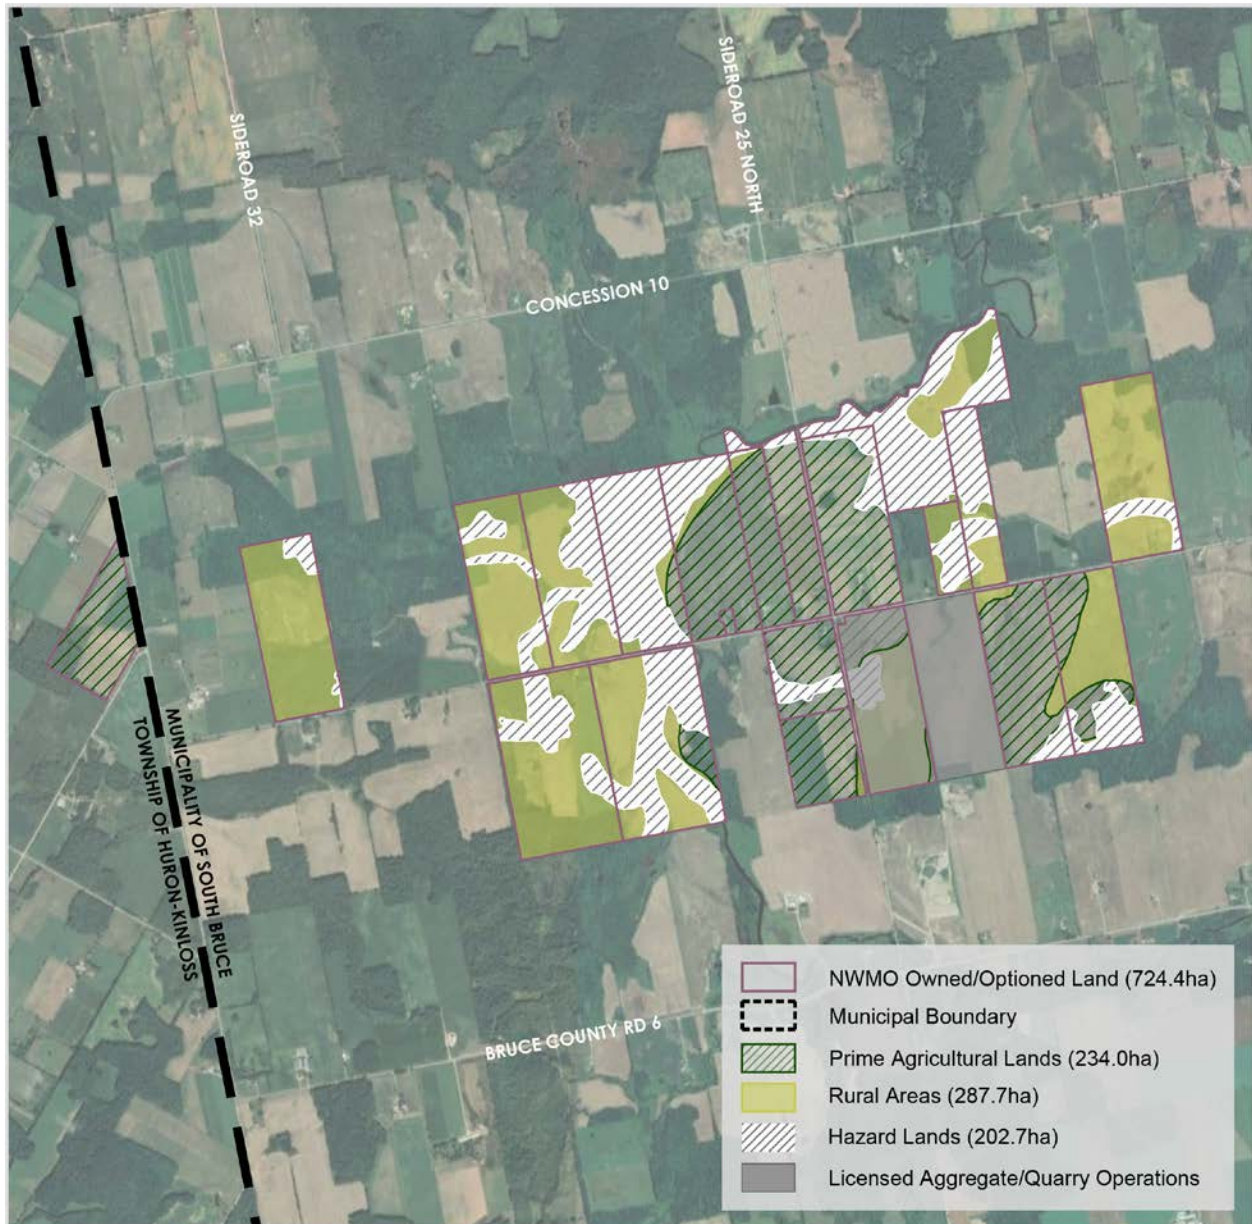 SIDEROAD 32
SIDEROAD 25 NORTH
CONCESSION 10
MUNICIPALITY OF SOUTH BRUCE
TOWNSHIP OF HURON-KINLOSS
BRUCE COUNTY RD 6
NWMO Owned/Optioned Land (724.4ha)
Municipal Boundary
Prime Agricultural Lands (234.0ha)
Rural Areas (287.7ha)
Hazard Lands (202.7ha)
Licensed Aggregate/Quarry Operations